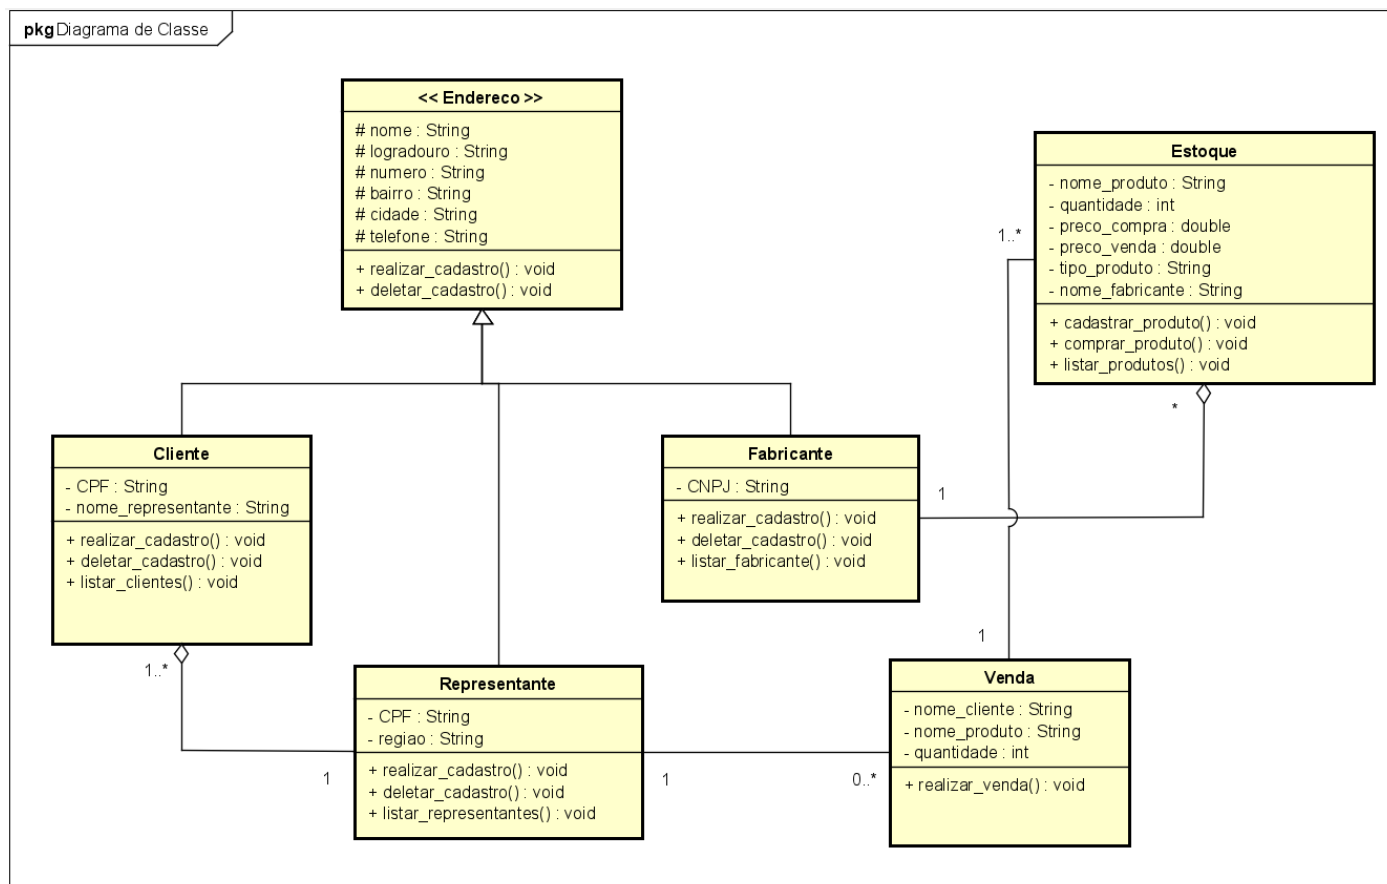 pkg Diagrama de Classe
<< Endereco >>
# nome : String
# logradouro : String
# numero : String
# bairro : String
# cidade : String
# telefone : String
+ realizar_cadastro() : void
+ deletar_cadastro() : void
Estoque
- nome_produto : String
- quantidade : int
- preco_compra : double
- preco_venda : double
- tipo_produto : String
- nome_fabricante : String
+ cadastrar_produto() : void
+ comprar_produto() : void
+ listar_produtos() : void
1..*
*
Cliente
- CPF : String
- nome_representante : String
+ realizar_cadastro() : void
+ deletar_cadastro() : void
+ listar_clientes() : void
1..*
Fabricante
- CNPJ : String
+ realizar_cadastro() : void
+ deletar_cadastro() : void
+ listar_fabricante() : void
1
1
Representante
- CPF : String
- regiao : String
+ realizar_cadastro() : void
+ deletar_cadastro() : void
+ listar_representantes() : void
1
1
0..*
Venda
- nome_cliente : String
- nome_produto : String
- quantidade : int
+ realizar_venda() : void